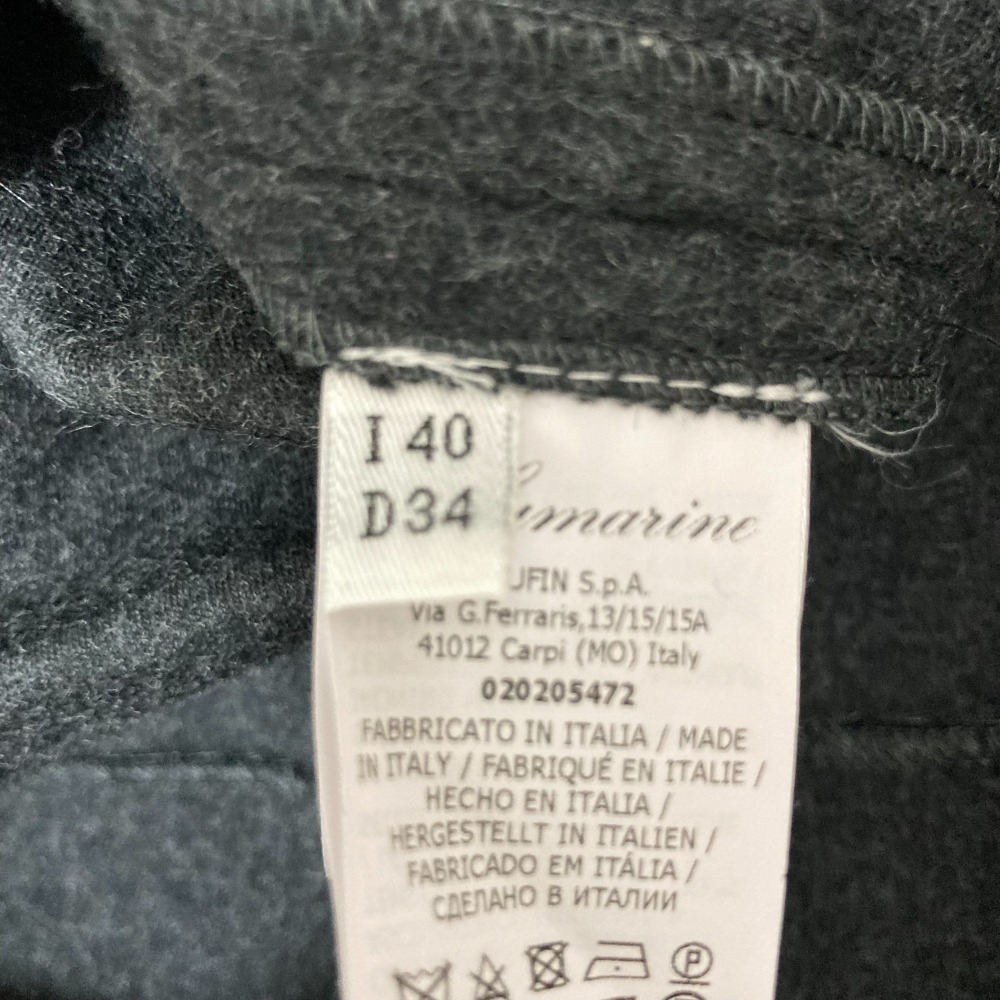 I 40
D34
UFIN S.p.A.
Via G.Ferraris,13/15/15A
41012 Carpi (MO) Italy
020205472
FABBRICATO IN ITALIA / MADE
IN ITALY / FABRIQUÉ EN ITALIE /
HECHO EN ITALIA /
HERGESTELLT IN ITALIEN /
FABRICADO EM ITÁLIA /
СДЕЛАНО В ИТАЛИИ
P